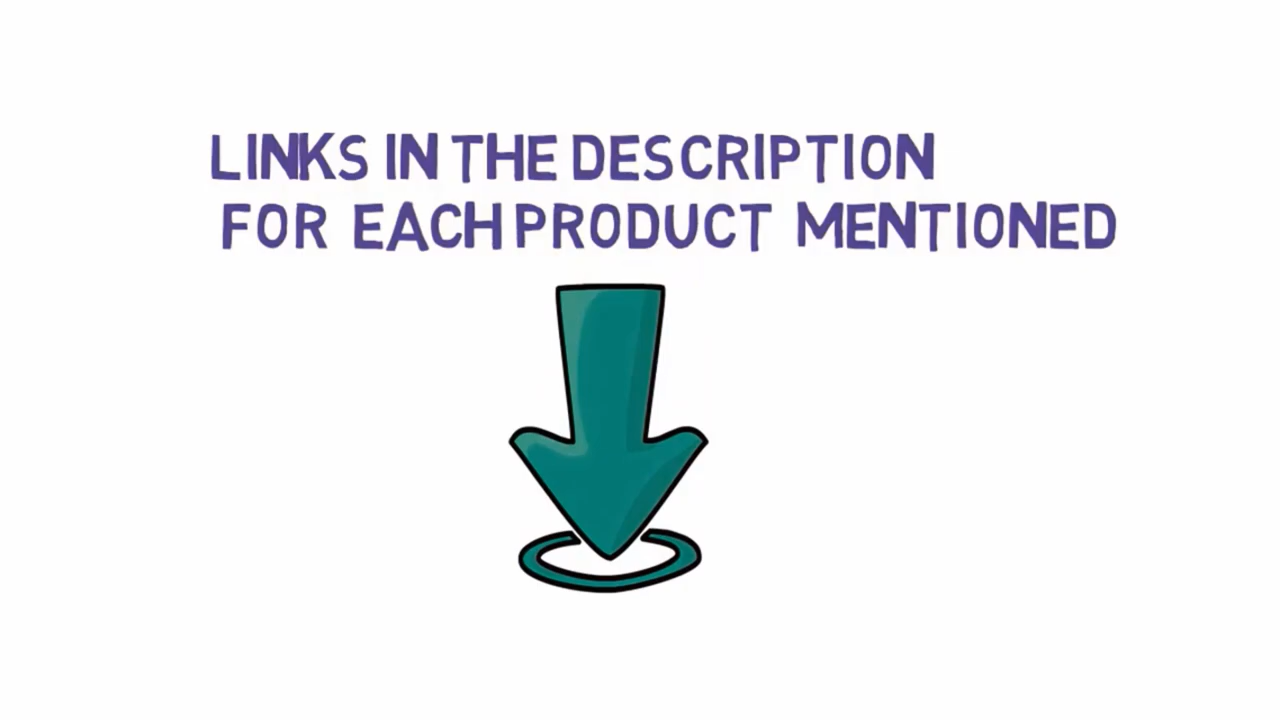 LINKS IN THE DESCRIPTION
FOR EACH PRODUCT MENTIONED